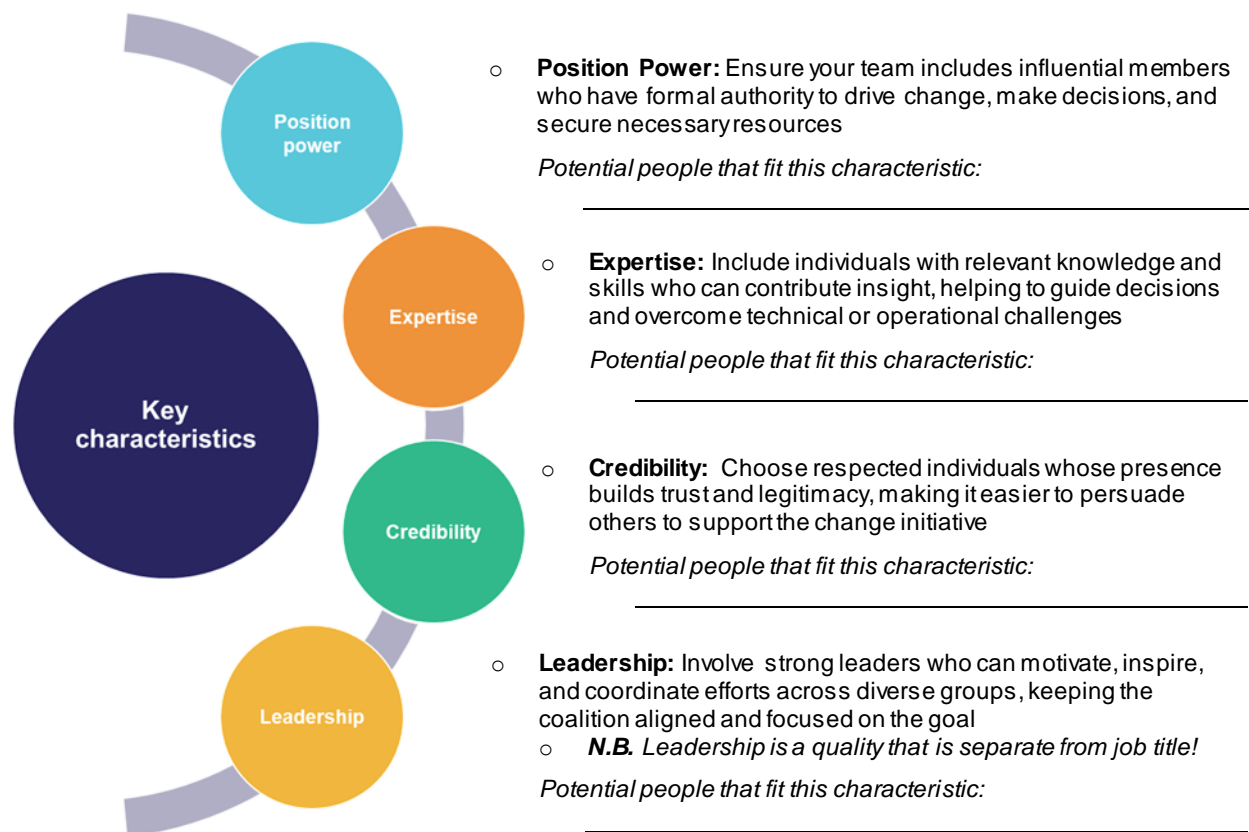 Key
characteristics
Position
power
Expertise
Credibility
Leadership
o Position Power: Ensure your team includes influential members
who have formal authority to drive change, make decisions, and
secure necessary resources
Potential people that fit this characteristic:
o Expertise: Include individuals with relevant knowledge and
skills who can contribute insight, helping to guide decisions
and overcome technical or operational challenges
Potential people that fit this characteristic:
o Credibility: Choose respected individuals whose presence
builds trust and legitimacy, making it easier to persuade
others to support the change initiative
Potential people that fit this characteristic:
o Leadership: Involve strong leaders who can motivate, inspire,
and coordinate efforts across diverse groups, keeping the
coalition aligned and focused on the goal
o N.B. Leadership is a quality that is separate from job title!
Potential people that fit this characteristic: